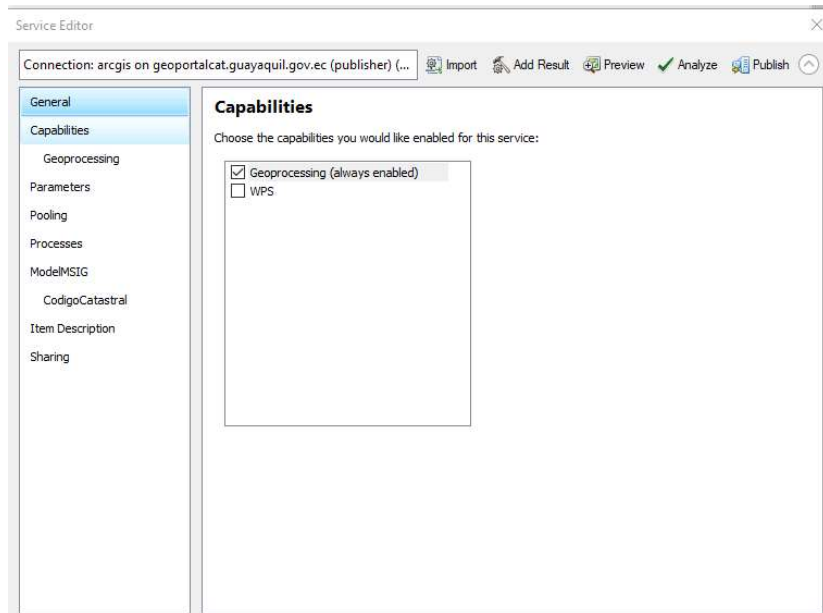 Service Editor
Connection: arcgis on geoportalcat.guayaquil.gov.ec (publisher) (... Import Add Result Preview Analyze Publish
General
Capabilities
Geoprocessing
Parameters
Pooling
Processes
ModelMSIG
CodigoCatastral
Item Description
Sharing
Capabilities
Choose the capabilities you would like enabled for this service:
Geoprocessing (always enabled)
WPS